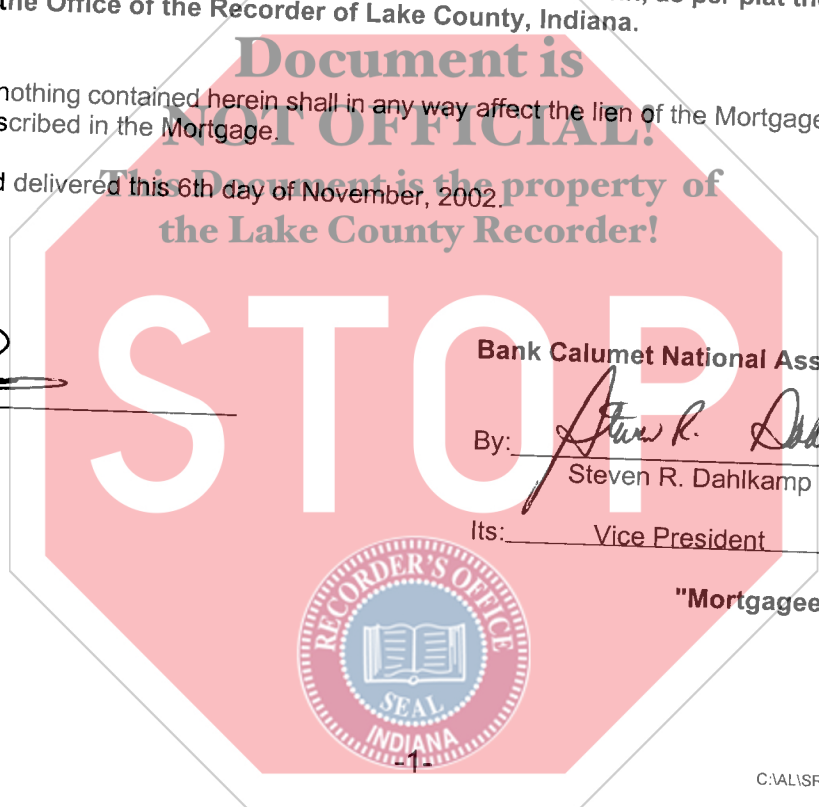 the Office of the Recorder of Lake County, Indiana.
Document is
nothing contained herein shall in any way affect the lien of the Mortgage
scribed in the Mortgage.
NOT OFFICIAL!
d delivered this 6th day of November, 2002.
This Document is the property of
the Lake County Recorder!
STOP
Bank Calumet National Ass
By: Steven R. Dah
Steven R. Dahlkamp
Its: Vice President
"Mortgagee
RECORDER'S OFFICE
SEAL
INDIANA
-1-
C:\AL\SF